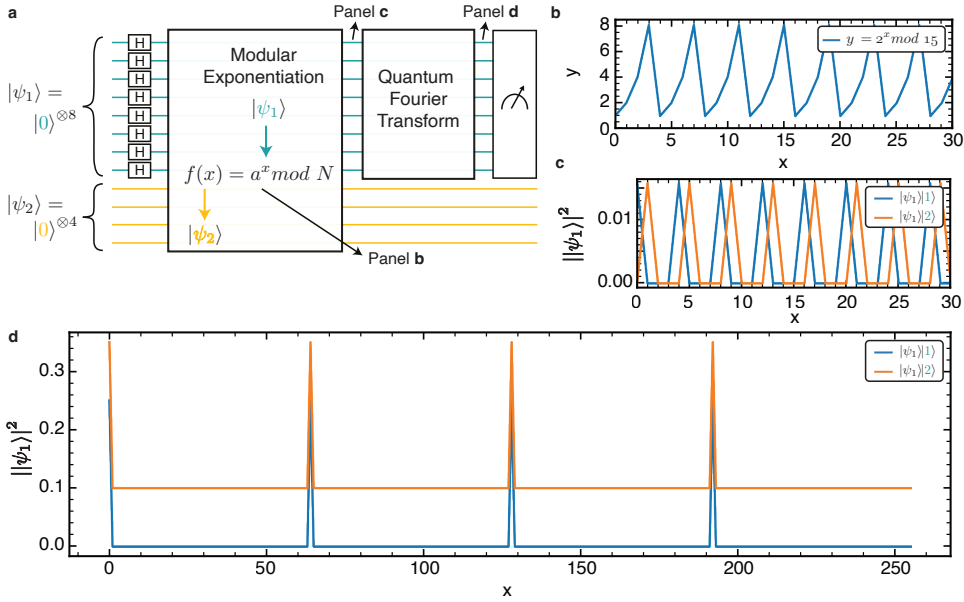 a
Panel c
Panel d
H
H
H
H
H
H
H
H
|ψ₁⟩ =
|0⟩⊗8
|ψ₂⟩ =
|0⟩⊗4
Modular
Exponentiation
|ψ₁⟩
f(x) = aˣ mod N
|ψ₂⟩
Quantum
Fourier
Transform
Panel b
b
y = 2ˣ mod 15
8
6
4
2
0
y
0 5 10 15 20 25 30
x
c
|ψ₁⟩|1⟩
|ψ₁⟩|2⟩
0.01
0.00
||ψ₁⟩|²
0 5 10 15 20 25 30
x
d
|ψ₁⟩|1⟩
|ψ₁⟩|2⟩
0.3
0.2
0.1
0.0
||ψ₁⟩|²
0 50 100 150 200 250
x